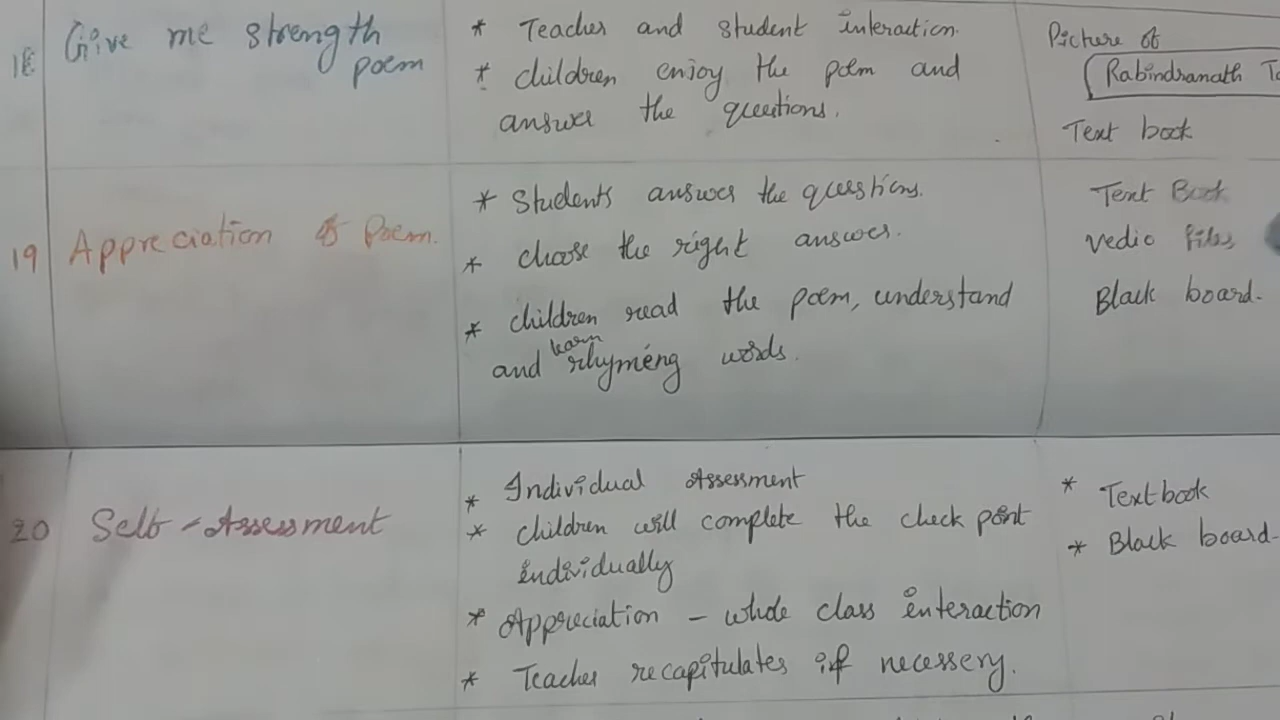 18 Give me strength
poem
* Teacher and student interaction.
* children enjoy the poem and
answer the questions.
Picture of
Rabindranath
Text book
19 Appreciation of Poem.
* Students answer the questions.
* choose the right answer.
* children read the poem, understand
and learn rhyming words.
Text Book
vedio files
Black board.
20 Self-Assessment
* Individual Assessment
* children will complete the check point
individually
* Appreciation - whole class interaction
* Teacher recapitulates if necessery.
* Textbook
* Black board.